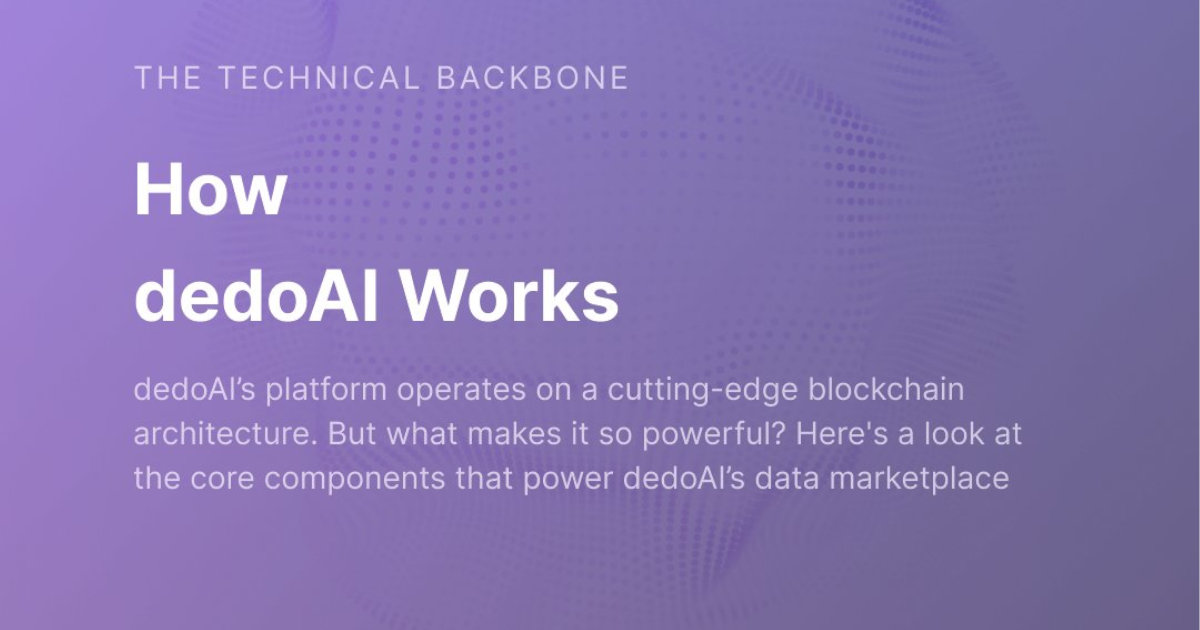 THE TECHNICAL BACKBONE
How
dedoAI Works
dedoAI’s platform operates on a cutting-edge blockchain
architecture. But what makes it so powerful? Here's a look at
the core components that power dedoAI’s data marketplace